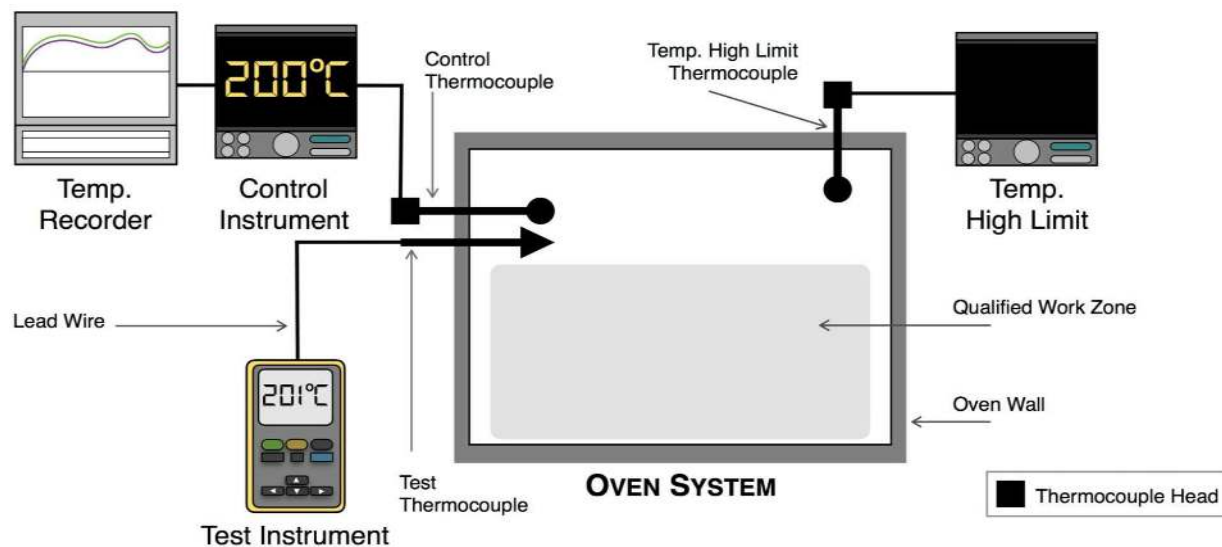 200°C
Temp.
Recorder
Control
Instrument
Control
Thermocouple
Temp. High Limit
Thermocouple
Temp.
High Limit
Lead Wire
Qualified Work Zone
201°C
Oven Wall
Test
Thermocouple
OVEN SYSTEM
Thermocouple Head
Test Instrument